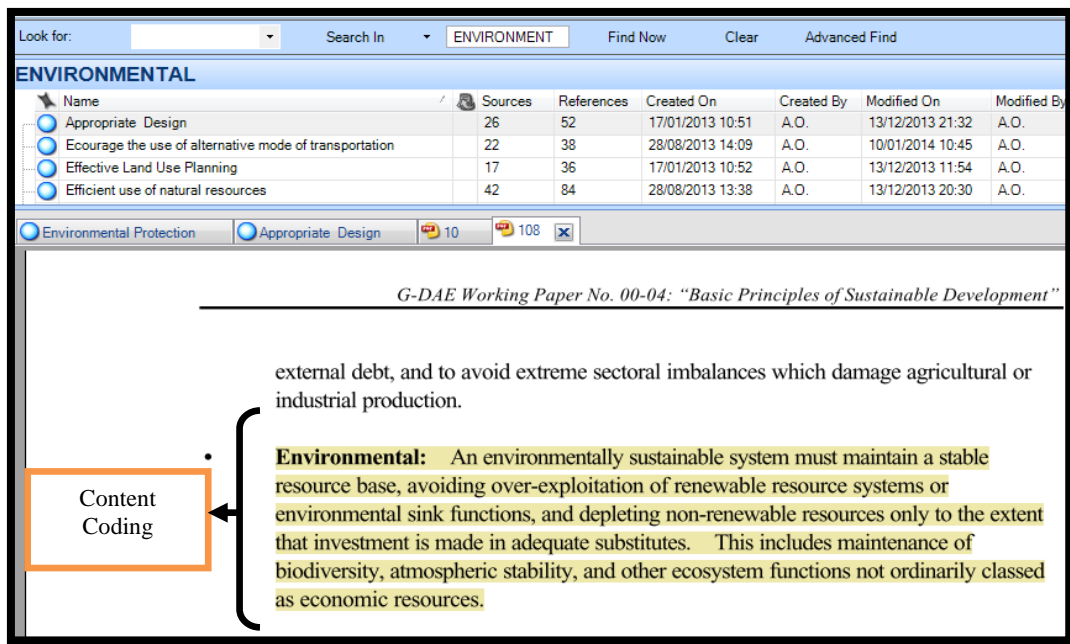 Look for: Search In ENVIRONMENT Find Now Clear Advanced Find
ENVIRONMENTAL
Name Sources References Created On Created By Modified On Modified By
Appropriate Design 26 52 17/01/2013 10:51 A.O. 13/12/2013 21:32 A.O.
Ecourage the use of alternative mode of transportation 22 38 28/08/2013 14:09 A.O. 10/01/2014 10:45 A.O.
Effective Land Use Planning 17 36 17/01/2013 10:52 A.O. 13/12/2013 11:54 A.O.
Efficient use of natural resources 42 84 28/08/2013 13:38 A.O. 13/12/2013 20:30 A.O.
Environmental Protection Appropriate Design 10 108
G-DAE Working Paper No. 00-04: “Basic Principles of Sustainable Development”
external debt, and to avoid extreme sectoral imbalances which damage agricultural or
industrial production.
• Environmental: An environmentally sustainable system must maintain a stable
resource base, avoiding over-exploitation of renewable resource systems or
environmental sink functions, and depleting non-renewable resources only to the extent
that investment is made in adequate substitutes. This includes maintenance of
biodiversity, atmospheric stability, and other ecosystem functions not ordinarily classed
as economic resources.
Content
Coding